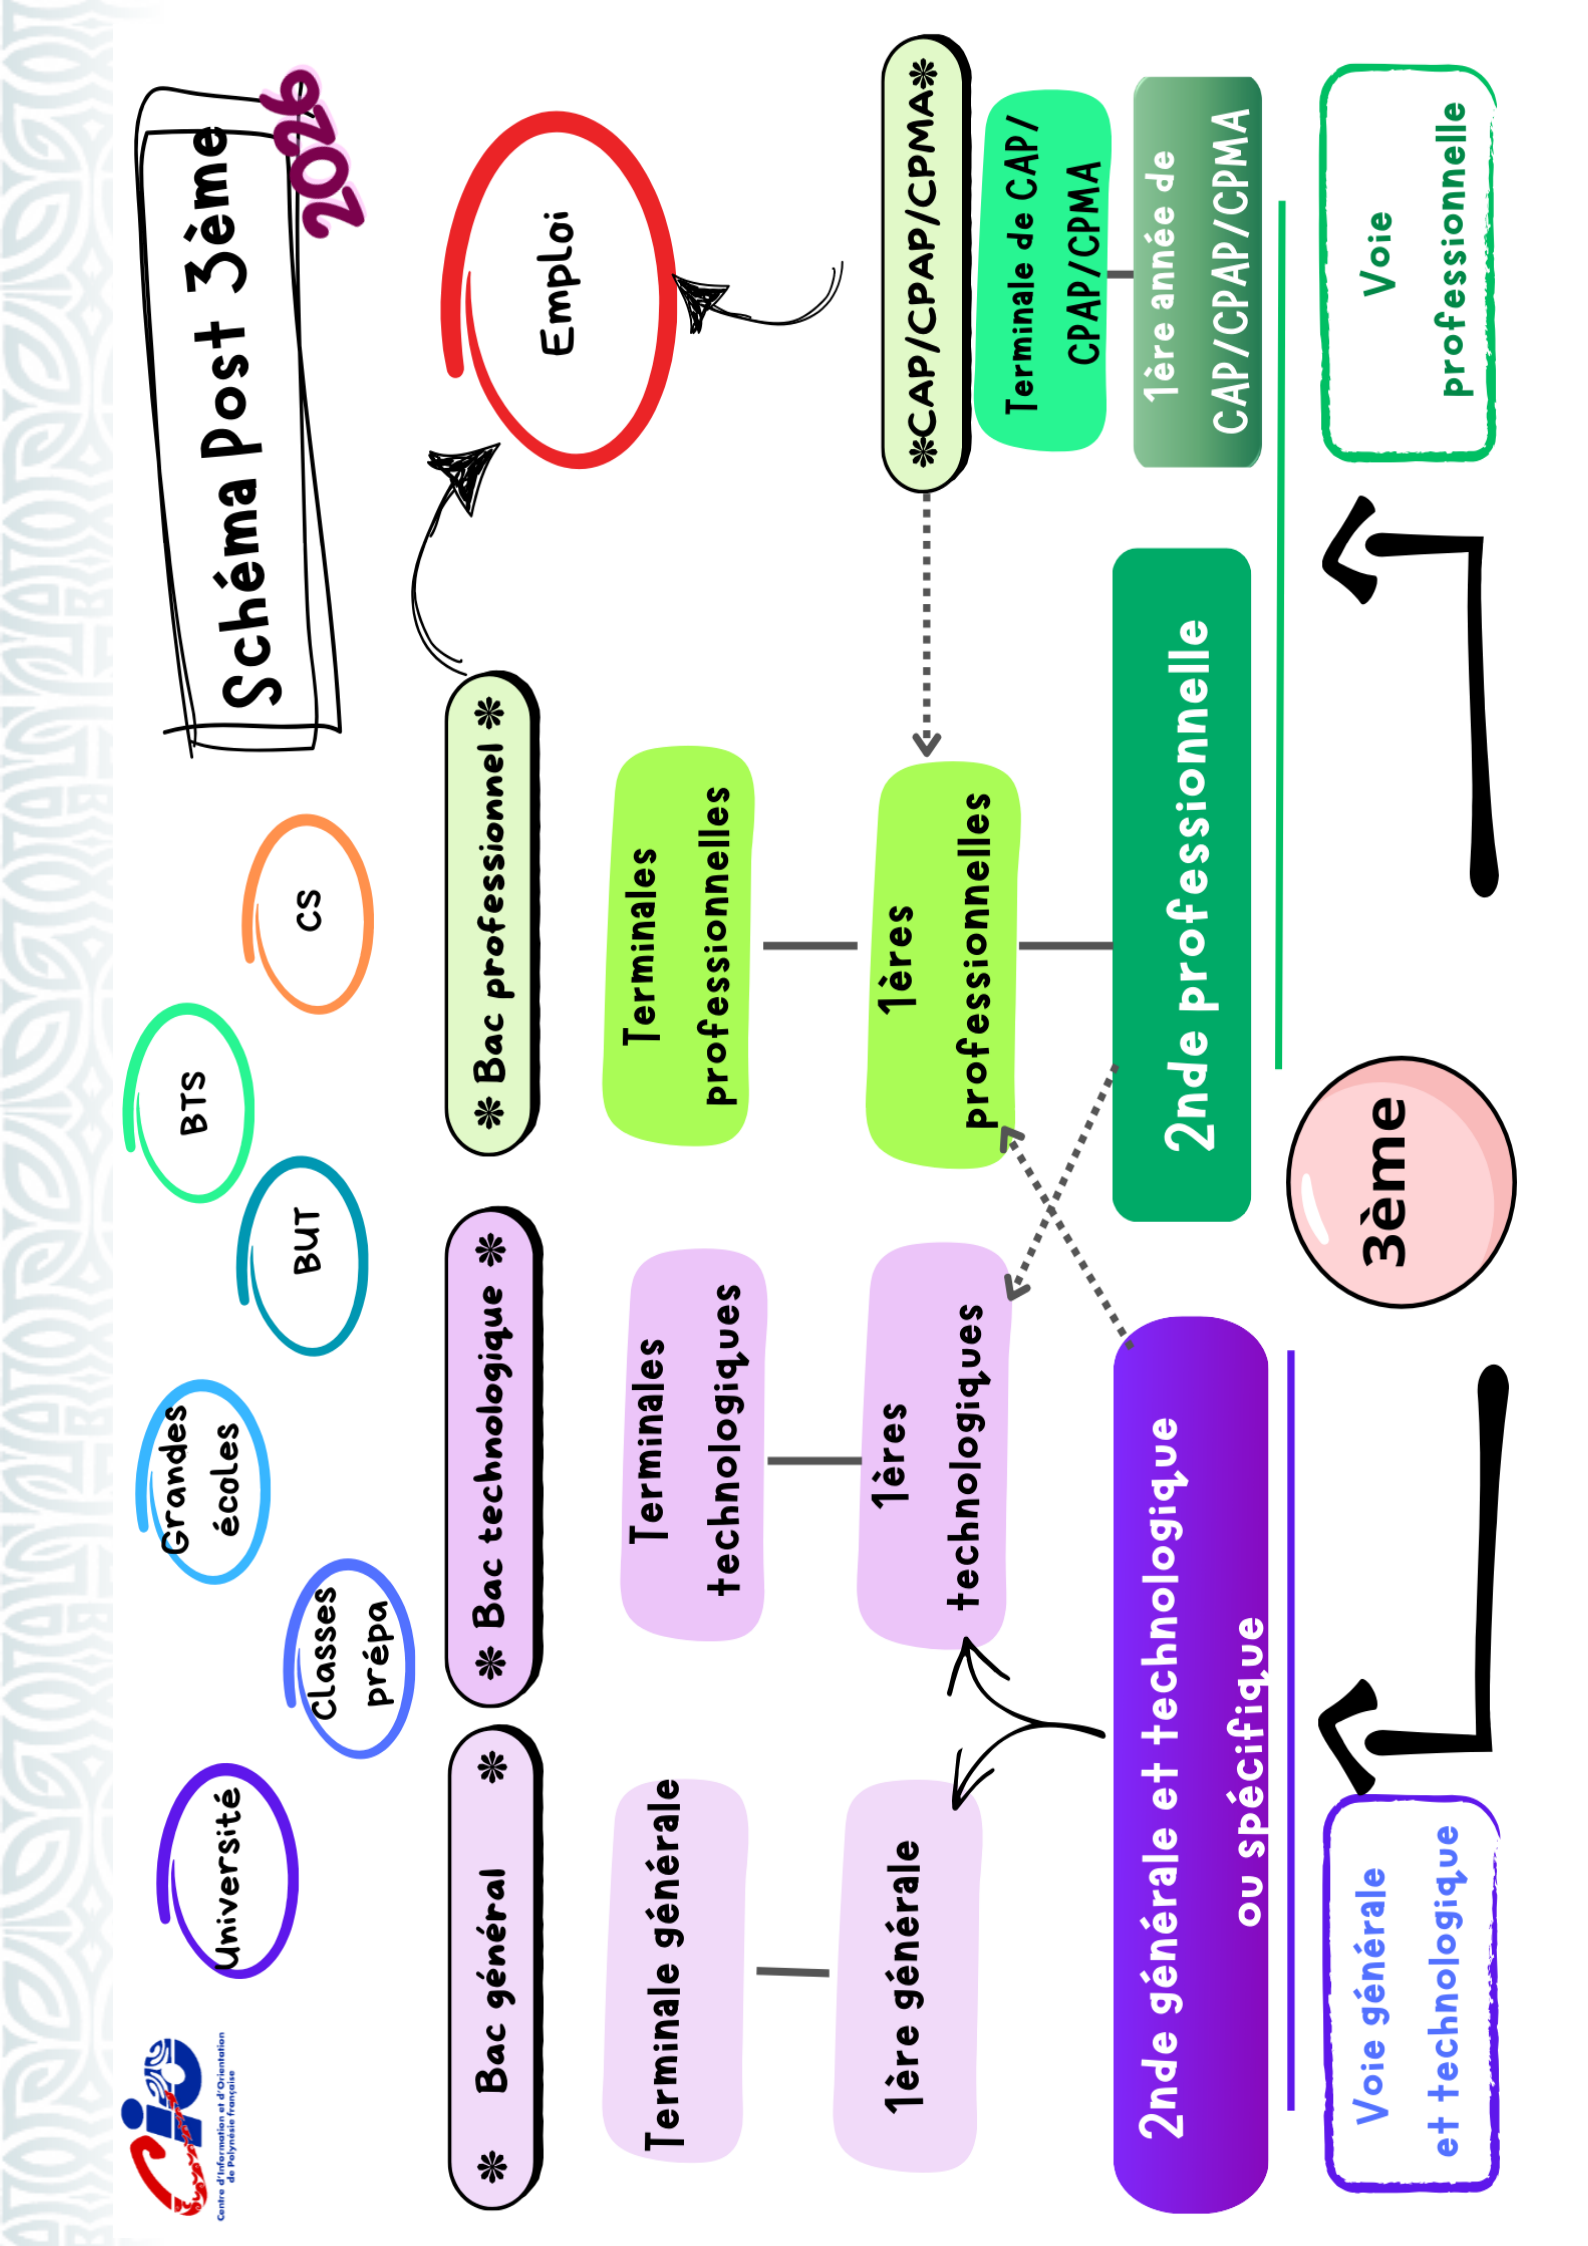 Centre d'Information et d'Orientation
de Polynésie française
Schéma post 3ème
2026
Université
Classes
prépa
Grandes
écoles
BUT
BTS
CS
Emploi
* Bac général *
* Bac technologique *
* Bac professionnel *
Terminale générale
Terminales
technologiques
Terminales
professionnelles
*CAP/CPAP/CPMA*
1ère générale
1ères
technologiques
1ères
professionnelles
Terminale de CAP/
CPAP/CPMA
2nde générale et technologique
ou spécifique
2nde professionnelle
1ère année de
CAP/CPAP/CPMA
Voie générale
et technologique
3ème
Voie
professionnelle